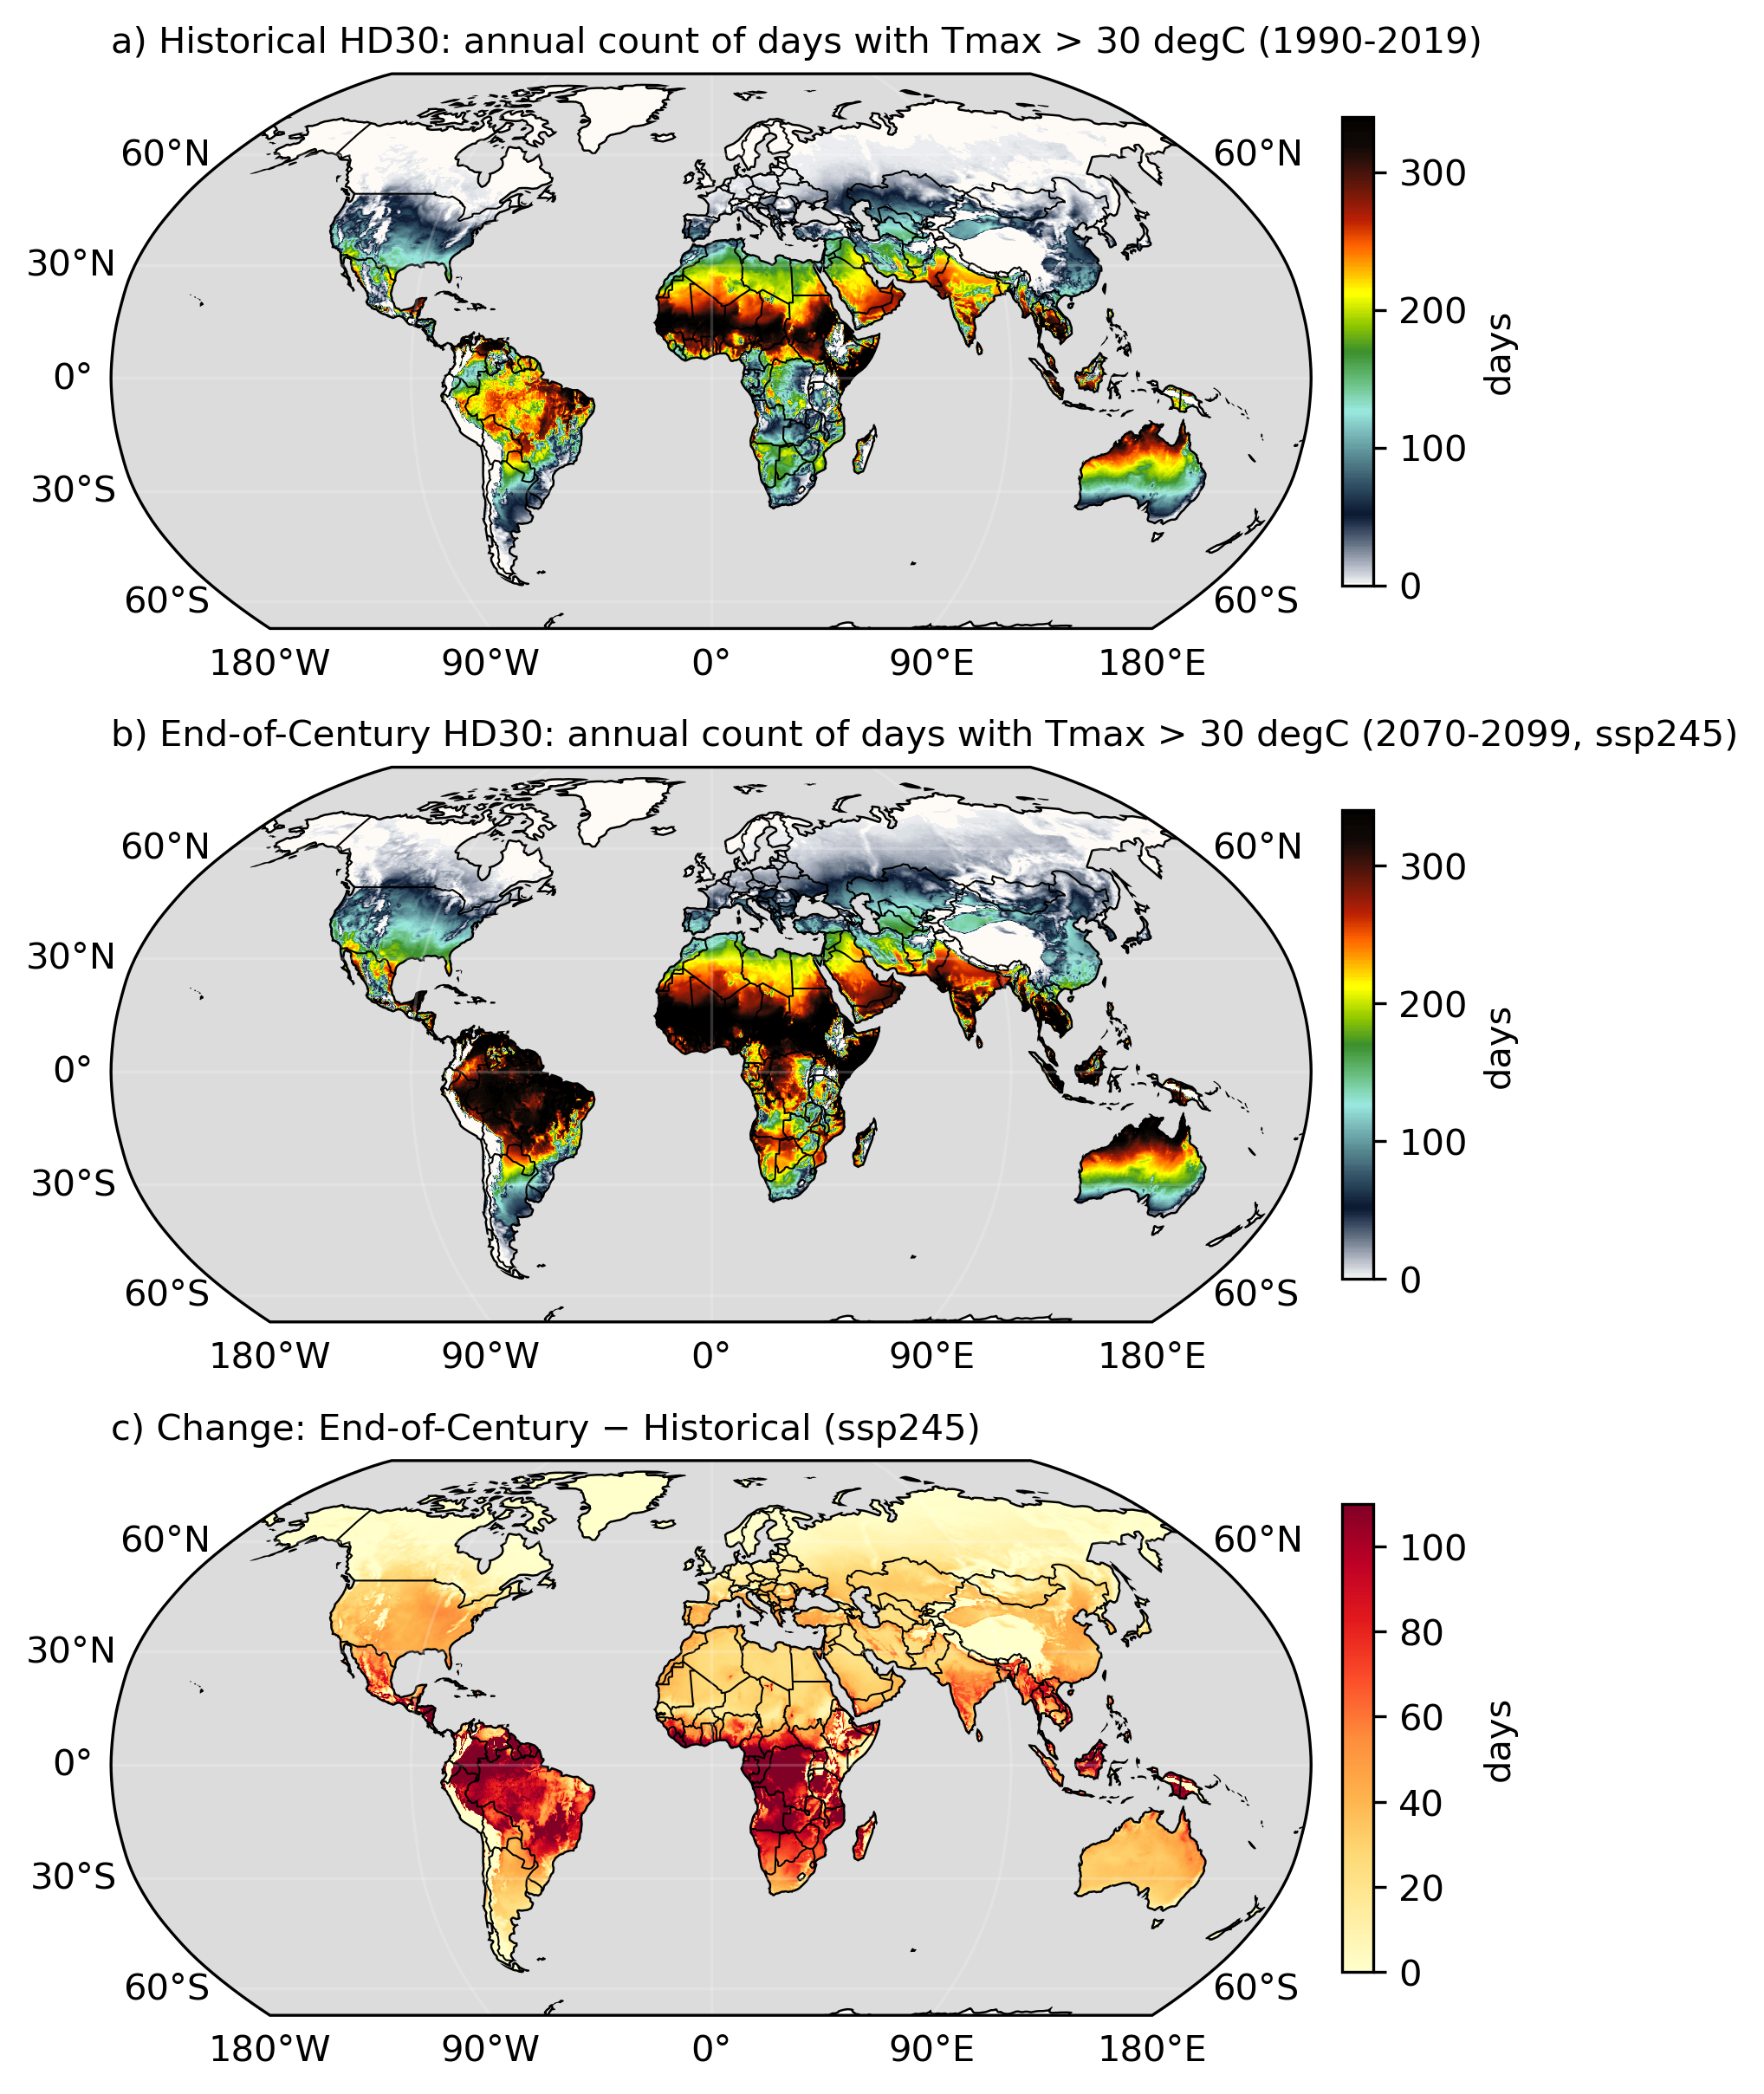 a) Historical HD30: annual count of days with Tmax > 30 degC (1990-2019)
60°N 60°N
30°N
0°
30°S
60°S 60°S
180°W 90°W 0° 90°E 180°E
300
200
100
0
days
b) End-of-Century HD30: annual count of days with Tmax > 30 degC (2070-2099, ssp245)
60°N 60°N
30°N
0°
30°S
60°S 60°S
180°W 90°W 0° 90°E 180°E
300
200
100
0
days
c) Change: End-of-Century − Historical (ssp245)
60°N 60°N
30°N
0°
30°S
60°S 60°S
180°W 90°W 0° 90°E 180°E
100
80
60
40
20
0
days